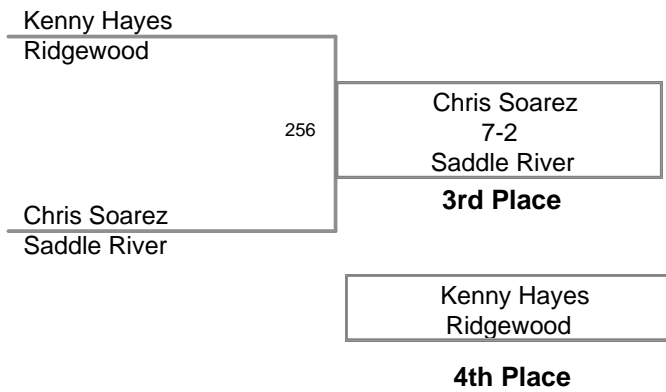 Kenny Hayes
Ridgewood
256
Chris Soarez
7-2
Saddle River
3rd Place
Chris Soarez
Saddle River
Kenny Hayes
Ridgewood
4th Place